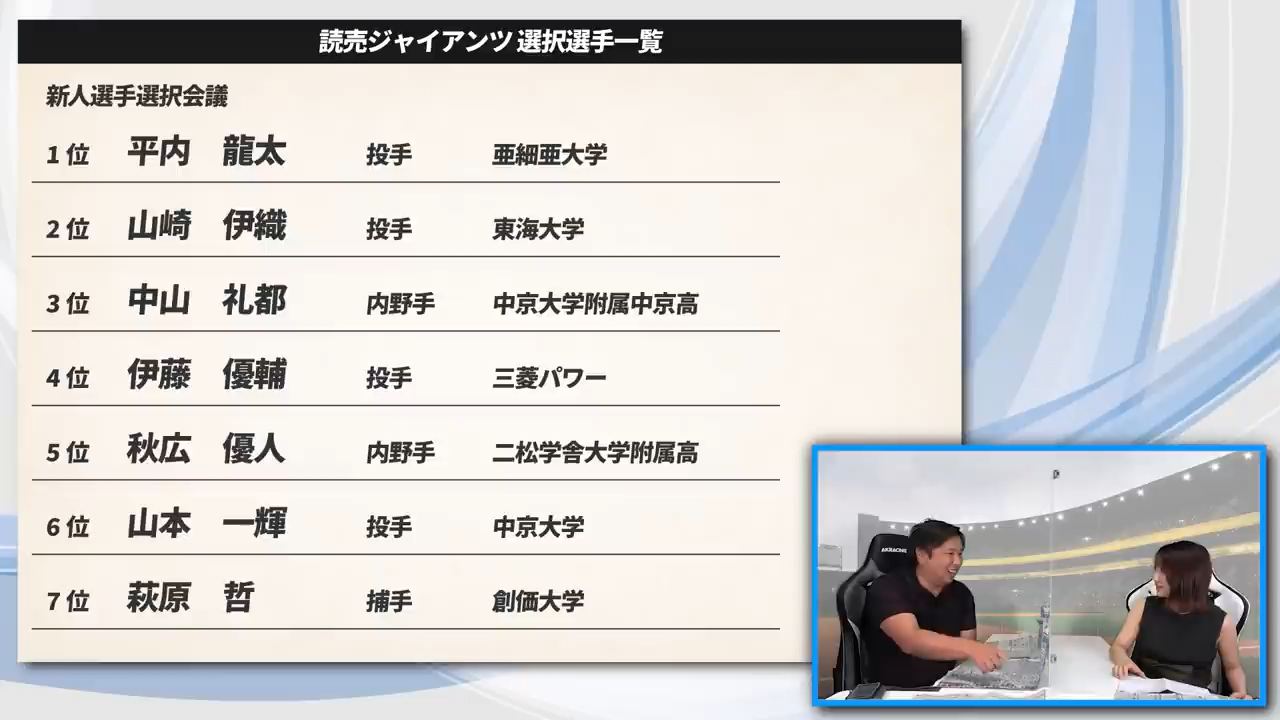 読売ジャイアンツ 選択選手一覧
新人選手選択会議
1位 平内 龍太 投手 亜細亜大学
2位 山崎 伊織 投手 東海大学
3位 中山 礼都 内野手 中京大学附属中京高
4位 伊藤 優輔 投手 三菱パワー
5位 秋広 優人 内野手 二松学舎大学附属高
6位 山本 一輝 投手 中京大学
7位 萩原 哲 捕手 創価大学
AKRACING